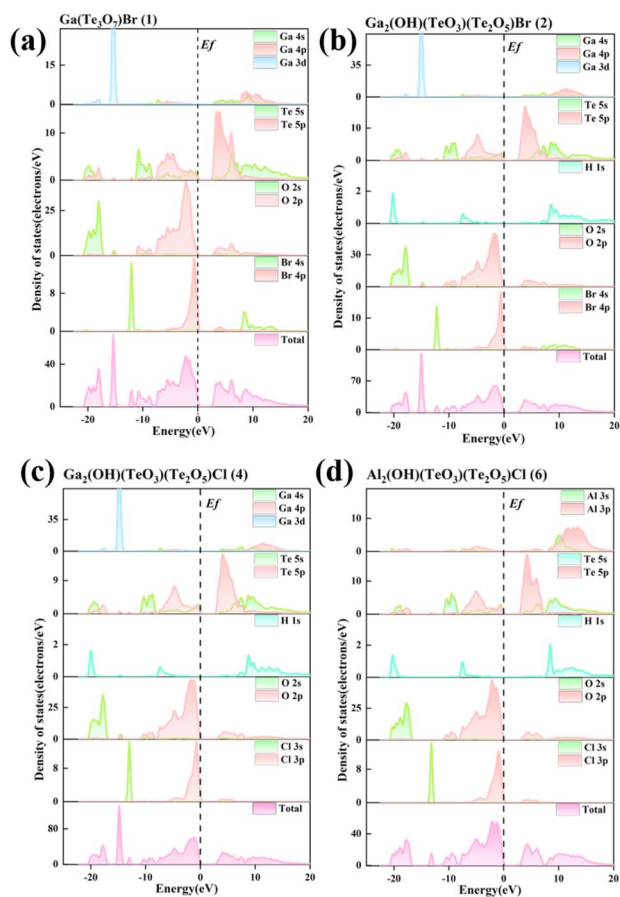 (a)
Ga(Te₃O₇)Br (1)
Ef
Ga 4s
Ga 4p
Ga 3d
15
0
Te 5s
Te 5p
10
0
O 2s
O 2p
30
0
Br 4s
Br 4p
8
0
Total
40
0
-20 -10 0 10 20
Energy(eV)
Density of states(electrons/eV)
(b)
Ga₂(OH)(TeO₃)(Te₂O₅)Br (2)
Ef
Ga 4s
Ga 4p
Ga 3d
35
0
Te 5s
Te 5p
10
0
H 1s
2
0
O 2s
O 2p
30
0
Br 4s
Br 4p
10
0
Total
70
0
-20 -10 0 10 20
Energy(eV)
Density of states(electrons/eV)
(c)
Ga₂(OH)(TeO₃)(Te₂O₅)Cl (4)
Ef
Ga 4s
Ga 4p
Ga 3d
35
0
Te 5s
Te 5p
9
0
H 1s
2
0
O 2s
O 2p
25
0
Cl 3s
Cl 3p
8
0
Total
80
0
-20 -10 0 10 20
Energy(eV)
Density of states(electrons/eV)
(d)
Al₂(OH)(TeO₃)(Te₂O₅)Cl (6)
Ef
Al 3s
Al 3p
10
0
Te 5s
Te 5p
10
0
H 1s
2
0
O 2s
O 2p
25
0
Cl 3s
Cl 3p
8
0
Total
40
0
-20 -10 0 10 20
Energy(eV)
Density of states(electrons/eV)